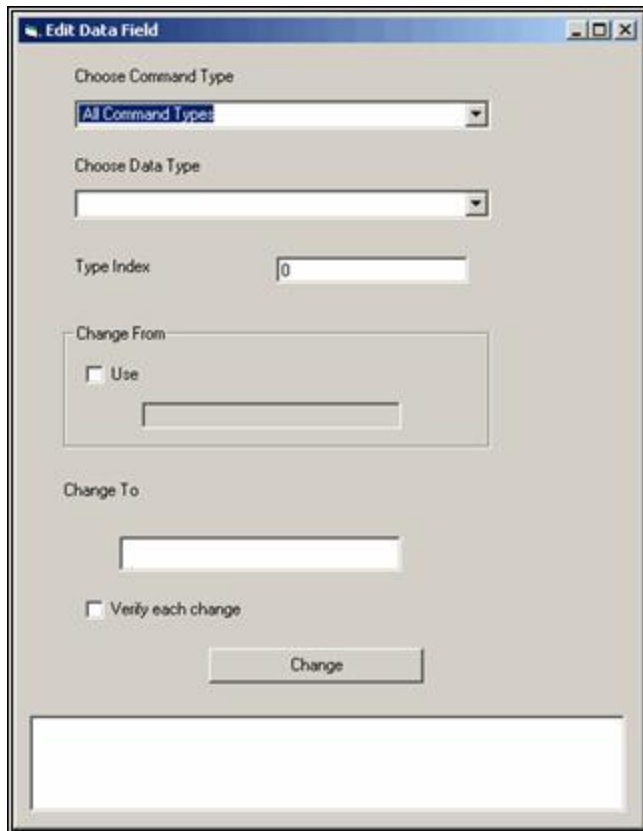 Edit Data Field
Choose Command Type
All Command Types
Choose Data Type
Type Index
0
Change From
Use
Change To
Verify each change
Change